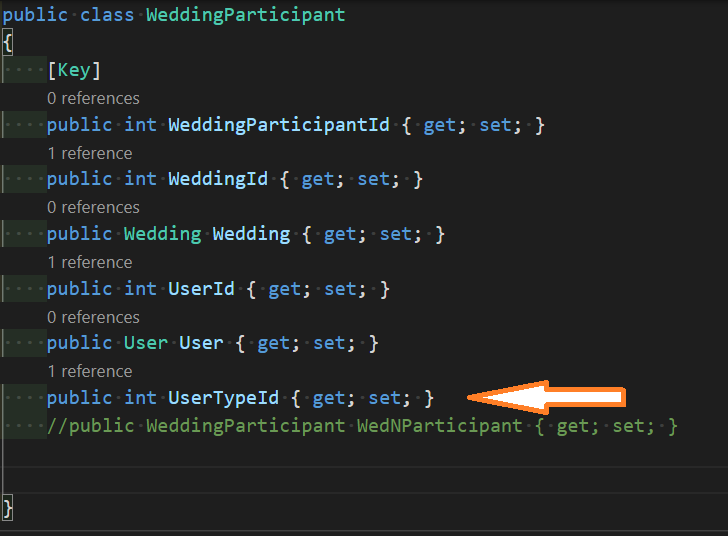 public class WeddingParticipant
{
[Key]
0 references
public int WeddingParticipantId { get; set; }
1 reference
public int WeddingId { get; set; }
0 references
public Wedding Wedding { get; set; }
1 reference
public int UserId { get; set; }
0 references
public User User { get; set; }
1 reference
public int UserTypeId { get; set; }
//public WeddingParticipant WedNParticipant { get; set; }
}